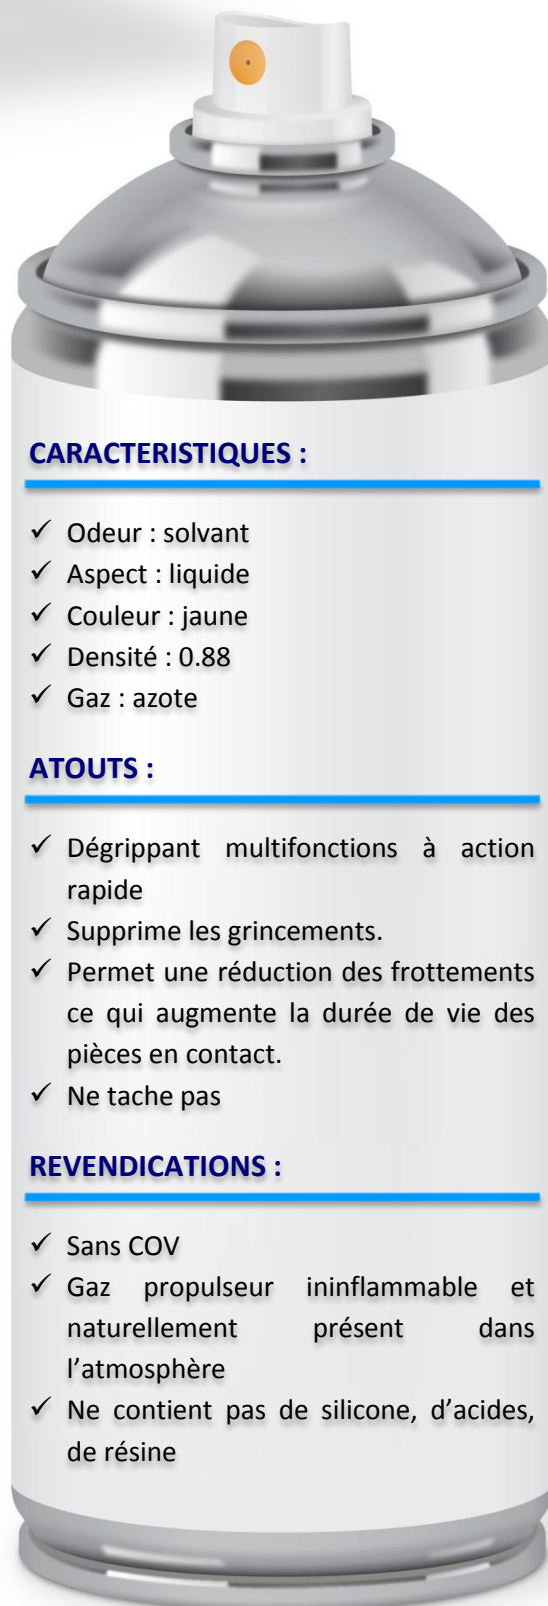 CARACTERISTIQUES :
✓ Odeur : solvant
✓ Aspect : liquide
✓ Couleur : jaune
✓ Densité : 0.88
✓ Gaz : azote
ATOUTS :
✓ Dégrippant multifonctions à action
rapide
✓ Supprime les grincements.
✓ Permet une réduction des frottements
ce qui augmente la durée de vie des
pièces en contact.
✓ Ne tache pas
REVENDICATIONS :
✓ Sans COV
✓ Gaz propulseur ininflammable et
naturellement présent dans
l’atmosphère
✓ Ne contient pas de silicone, d’acides,
de résine